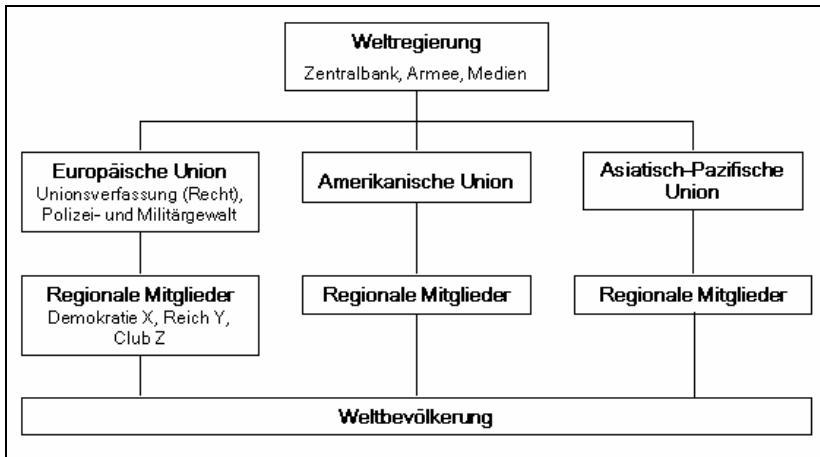 Weltregierung
Zentralbank, Armee, Medien
Europäische Union
Unionsverfassung (Recht),
Polizei- und Militärgewalt
Amerikanische Union
Asiatisch-Pazifische
Union
Regionale Mitglieder
Demokratie X, Reich Y,
Club Z
Regionale Mitglieder
Regionale Mitglieder
Weltbevölkerung